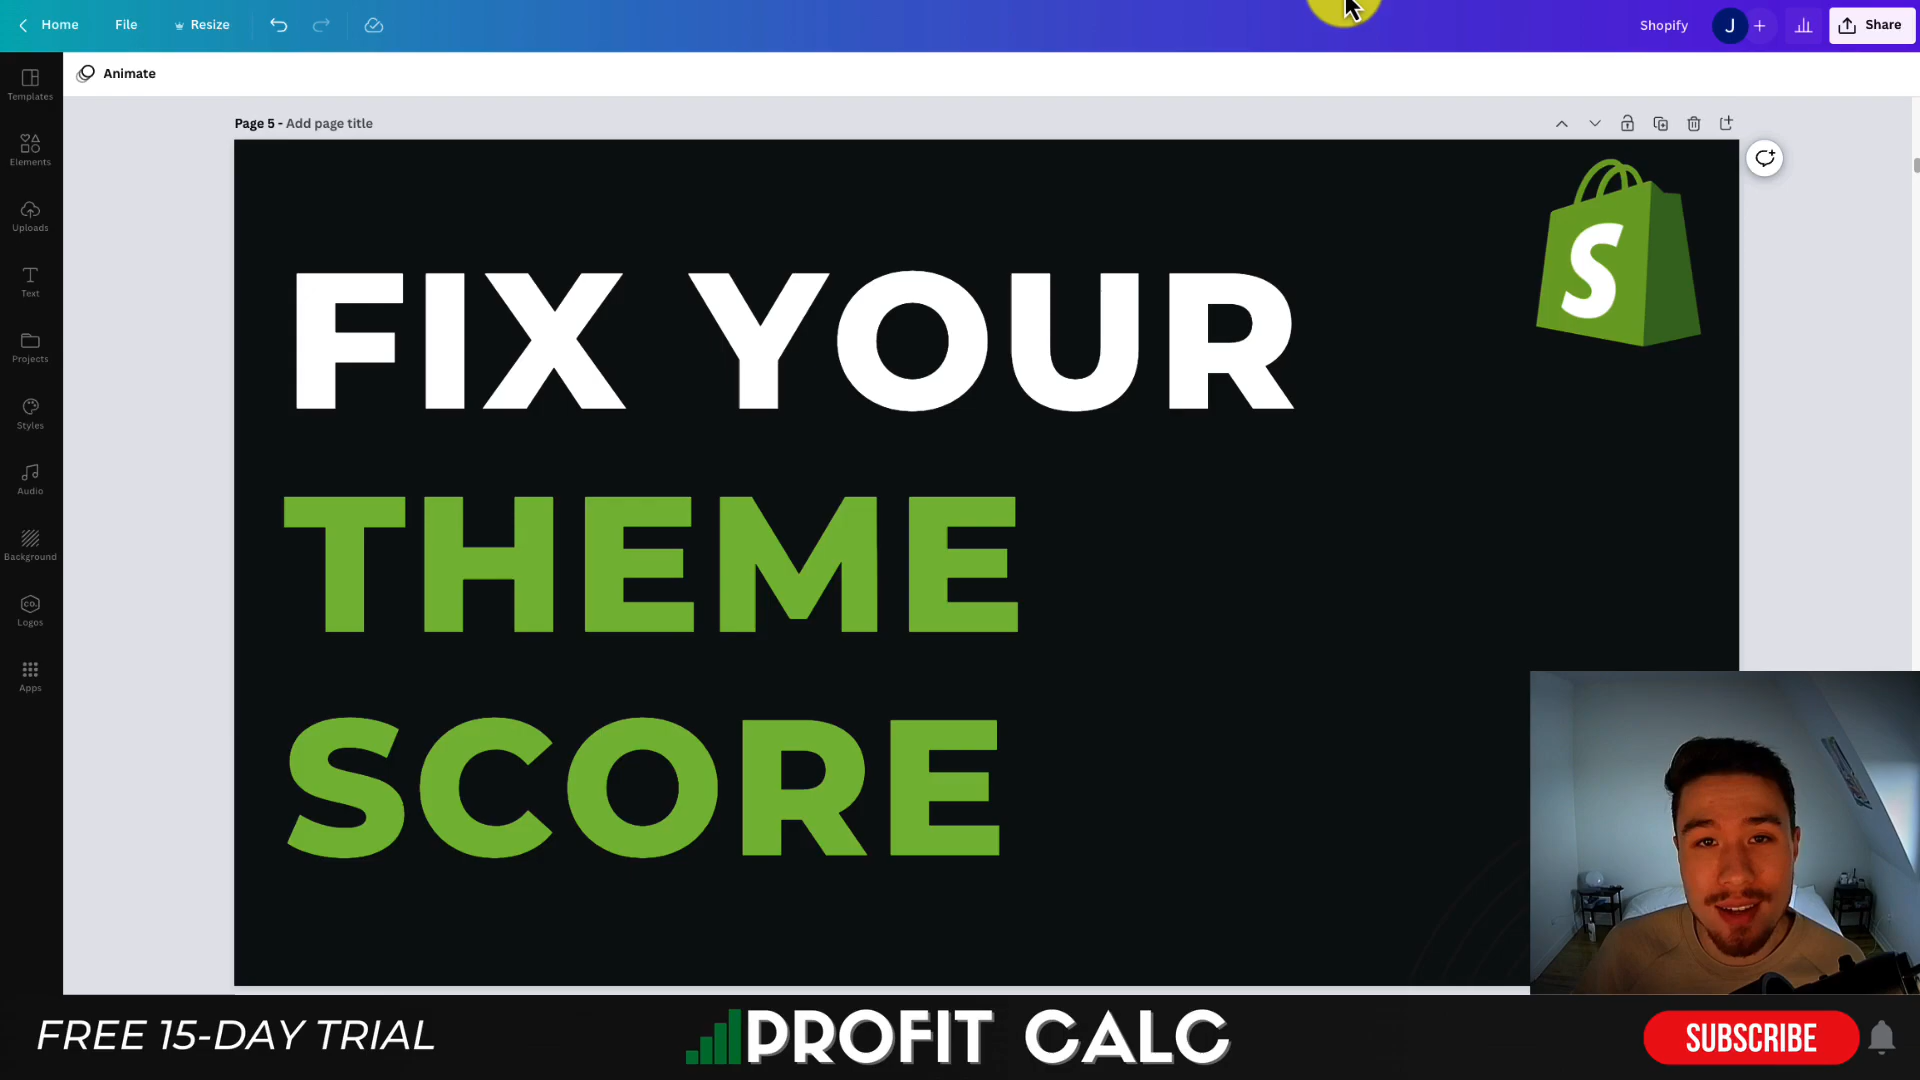 Home
File
Resize
Shopify
J
Share
Animate
Page 5 - Add page title
Templates
Elements
Uploads
Text
Projects
Styles
Audio
Background
CO.
Logos
Apps
S
FIX YOUR
THEME
SCORE
FREE 15-DAY TRIAL
PROFIT CALC
SUBSCRIBE